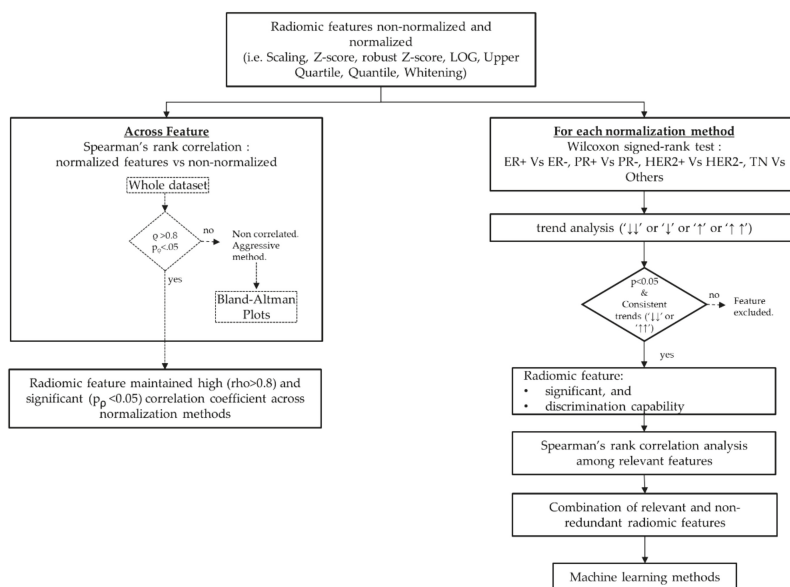 Radiomic features non-normalized and
normalized
(i.e. Scaling, Z-score, robust Z-score, LOG, Upper
Quartile, Quantile, Whitening)
Across Feature
Spearman's rank correlation :
normalized features vs non-normalized
Whole dataset
ϱ >0.8
pϱ<.05
no
Non correlated.
Aggressive
method.
yes
Bland-Altman
Plots
Radiomic feature maintained high (rho>0.8) and
significant (pρ <0.05) correlation coefficient across
normalization methods
For each normalization method
Wilcoxon signed-rank test :
ER+ Vs ER-, PR+ Vs PR-, HER2+ Vs HER2-, TN Vs
Others
trend analysis ('↓↓' or '↓' or '↑' or '↑ ↑')
p<0.05
&
Consistent
trends ('↓↓' or
'↑↑')
no
Feature
excluded.
yes
Radiomic feature:
• significant, and
• discrimination capability
Spearman's rank correlation analysis
among relevant features
Combination of relevant and non-
redundant radiomic features
Machine learning methods